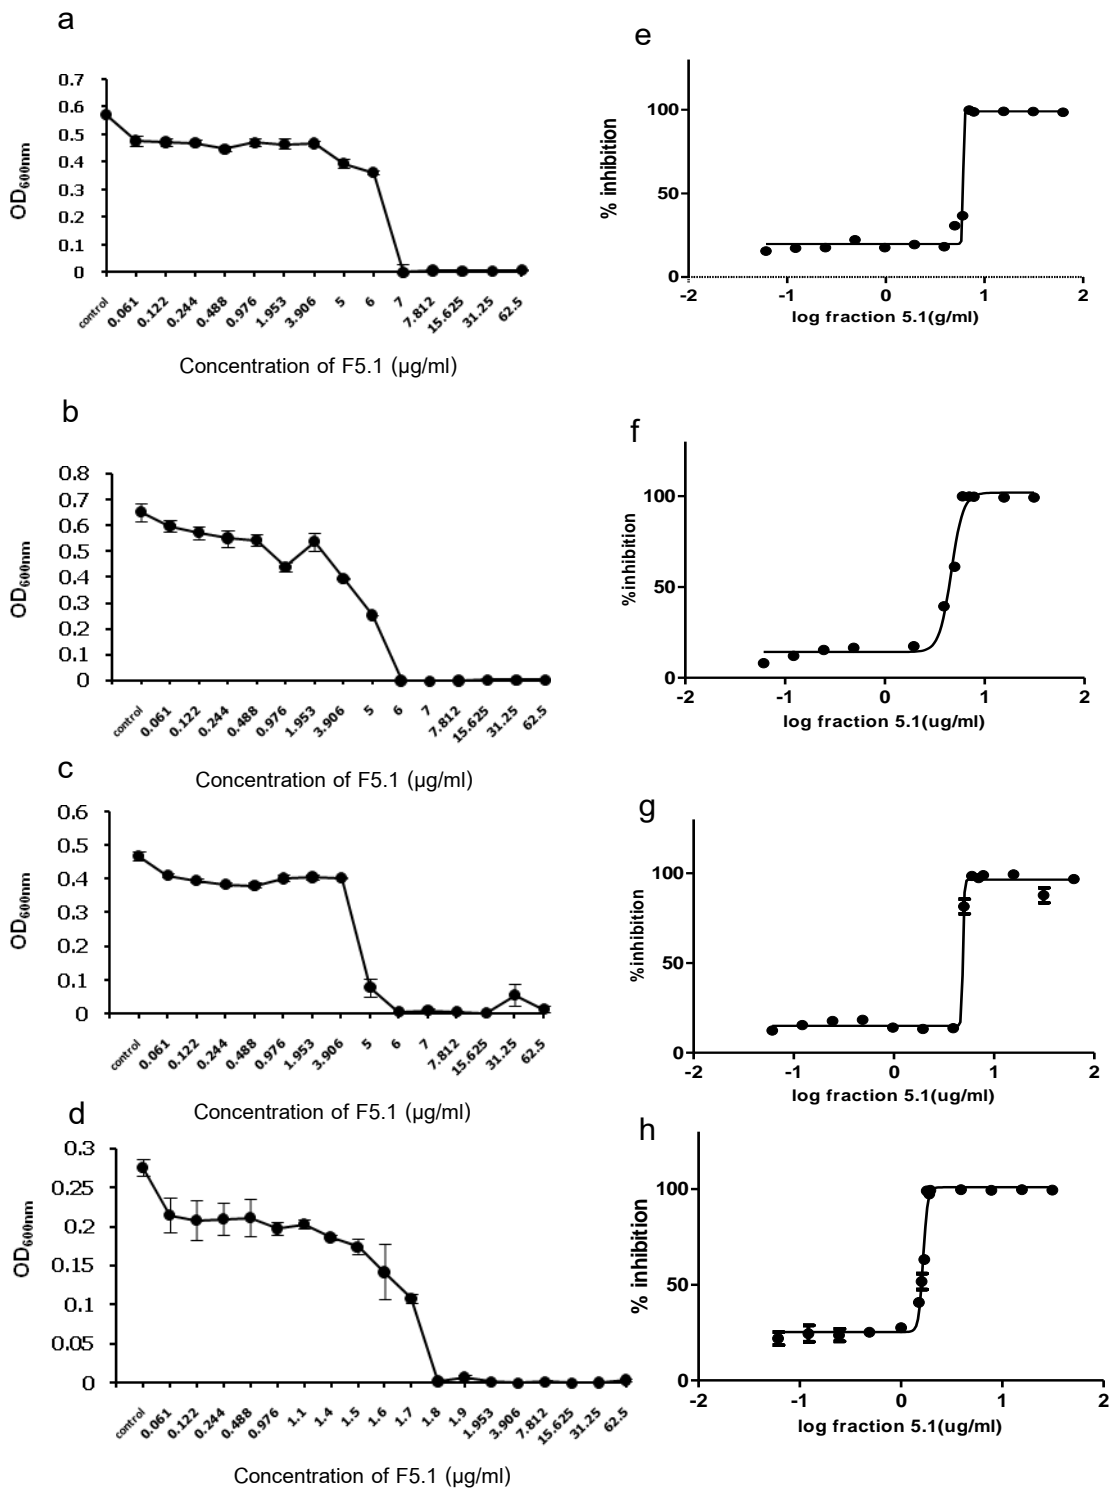 a
0.7
0.6
0.5
0.4
0.3
0.2
0.1
0
OD600nm
control 0.061 0.122 0.244 0.488 0.976 1.953 3.906 5 6 7 7.812 15.625 31.25 62.5
Concentration of F5.1 (µg/ml)
e
100
50
0
% inhibition
-2 -1 0 1 2
log fraction 5.1(g/ml)
b
0.8
0.7
0.6
0.5
0.4
0.3
0.2
0.1
0
OD600nm
control 0.061 0.122 0.244 0.488 0.976 1.953 3.906 5 6 7 7.812 15.625 31.25 62.5
Concentration of F5.1 (µg/ml)
f
100
50
0
%inhibition
-2 -1 0 1 2
log fraction 5.1(ug/ml)
c
0.6
0.5
0.4
0.3
0.2
0.1
0
OD600nm
control 0.061 0.122 0.244 0.488 0.976 1.953 3.906 5 6 7 7.812 15.625 31.25 62.5
Concentration of F5.1 (µg/ml)
g
100
50
0
%inhibition
-2 -1 0 1 2
log fraction 5.1(ug/ml)
d
0.3
0.25
0.2
0.15
0.1
0.05
0
OD600nm
control 0.061 0.122 0.244 0.488 0.976 1.1 1.4 1.5 1.6 1.7 1.8 1.9 1.953 3.906 7.812 15.625 31.25 62.5
Concentration of F5.1 (µg/ml)
h
100
50
0
% inhibition
-2 -1 0 1 2
log fraction 5.1(ug/ml)